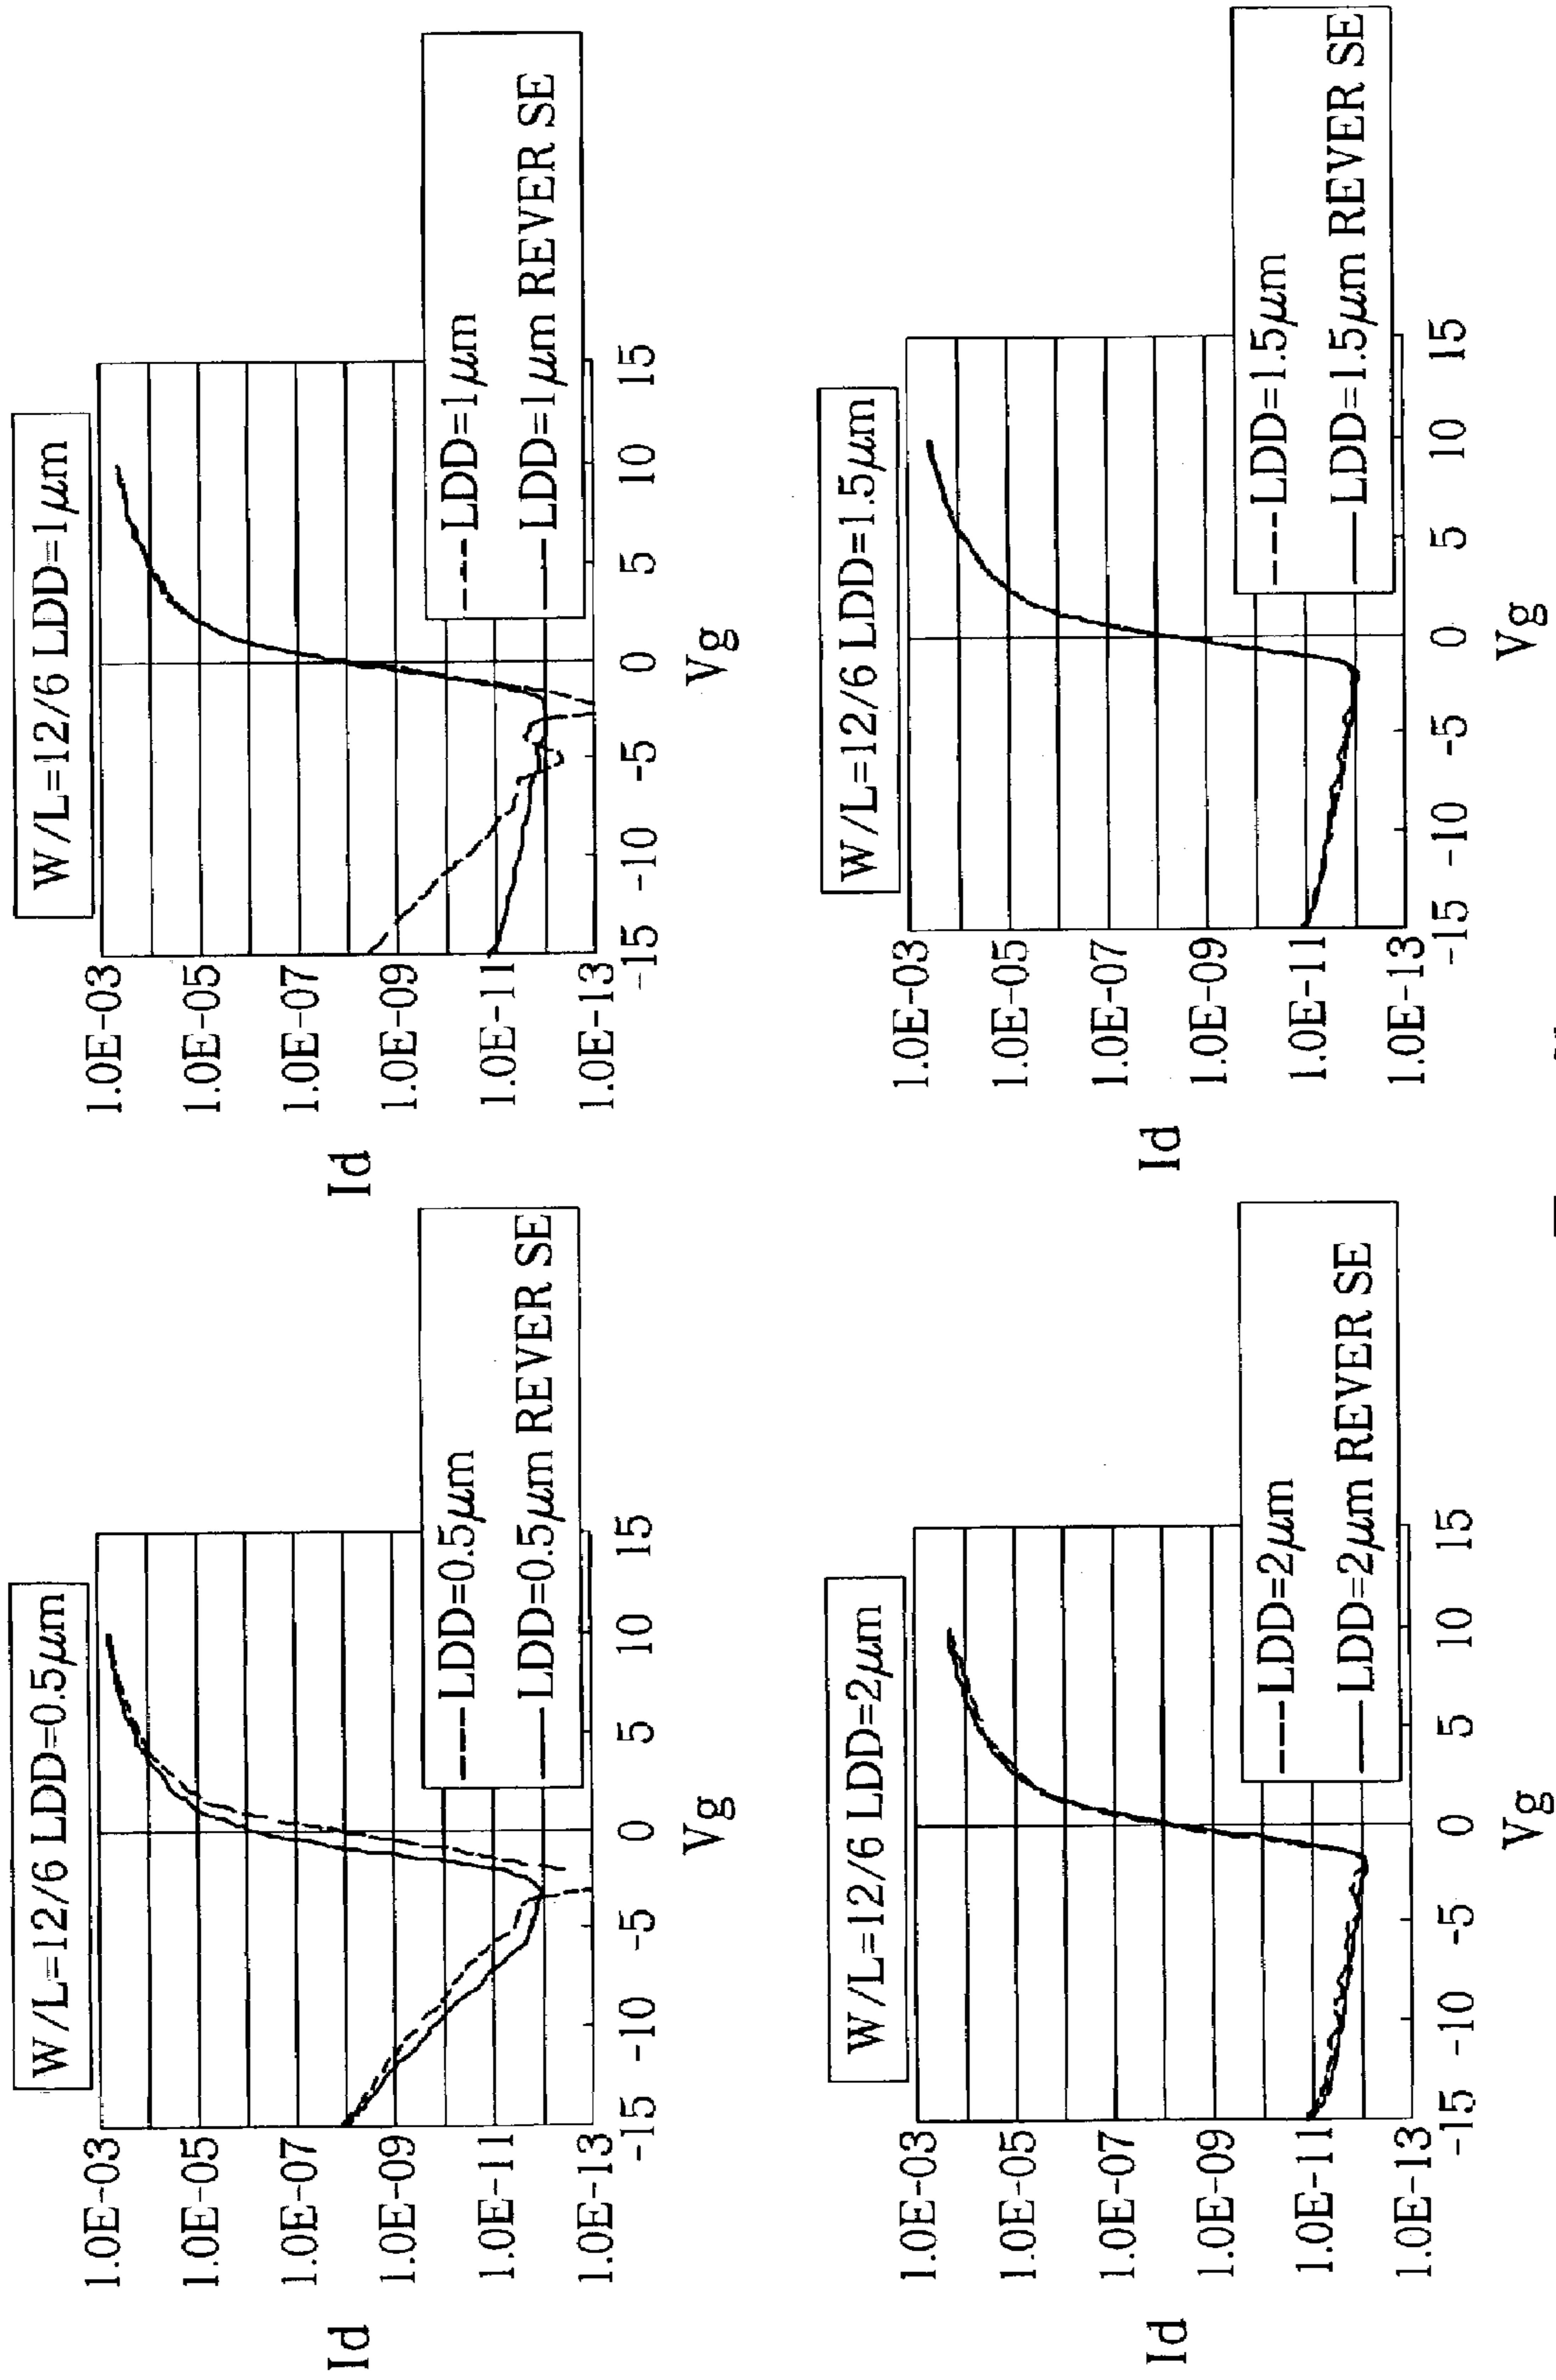 W/L=12/6 LDD=0.5μm
Id
1.0E-03
1.0E-05
1.0E-07
1.0E-09
1.0E-11
1.0E-13
-15 -10 -5 0 5 10 15
Vg
LDD=0.5μm
LDD=0.5μm REVER SE
W/L=12/6 LDD=1μm
Id
1.0E-03
1.0E-05
1.0E-07
1.0E-09
1.0E-11
1.0E-13
-15 -10 -5 0 5 10 15
Vg
LDD=1μm
LDD=1μm REVER SE
W/L=12/6 LDD=2μm
Id
1.0E-03
1.0E-05
1.0E-07
1.0E-09
1.0E-11
1.0E-13
-15 -10 -5 0 5 10 15
Vg
LDD=2μm
LDD=2μm REVER SE
W/L=12/6 LDD=1.5μm
Id
1.0E-03
1.0E-05
1.0E-07
1.0E-09
1.0E-11
1.0E-13
-15 -10 -5 0 5 10 15
Vg
LDD=1.5μm
LDD=1.5μm REVER SE